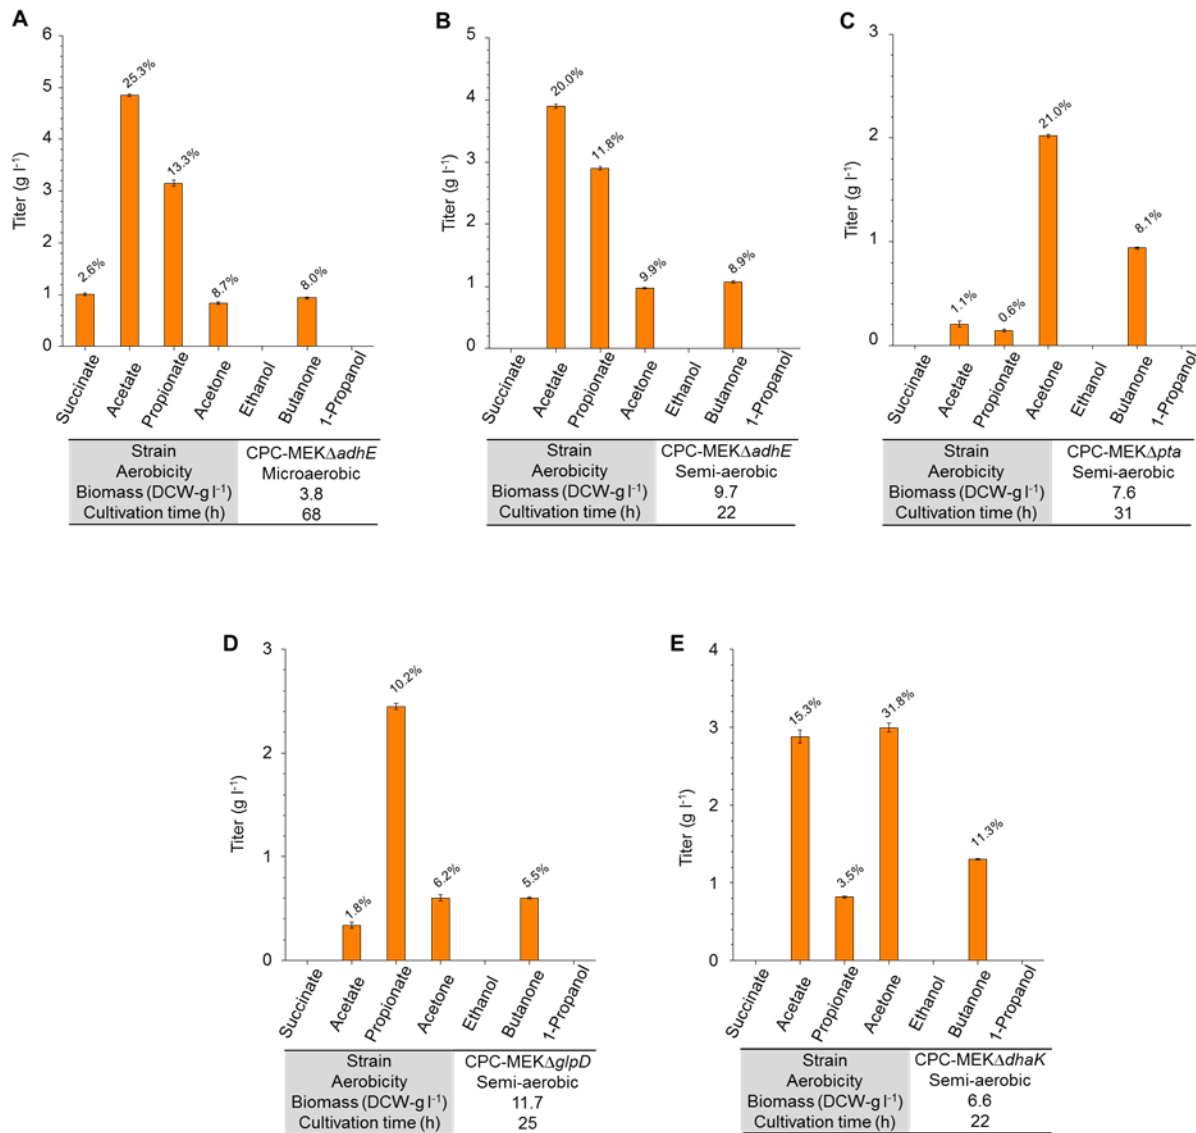 A
Titer (g l⁻¹)
6
5
4
3
2
1
0
2.6%
25.3%
13.3%
8.7%
8.0%
Succinate
Acetate
Propionate
Acetone
Ethanol
Butanone
1-Propanol
Strain CPC-MEKΔadhE
Aerobicity Microaerobic
Biomass (DCW-g l⁻¹) 3.8
Cultivation time (h) 68
B
Titer (g l⁻¹)
5
4
3
2
1
0
20.0%
11.8%
9.9%
8.9%
Succinate
Acetate
Propionate
Acetone
Ethanol
Butanone
1-Propanol
Strain CPC-MEKΔadhE
Aerobicity Semi-aerobic
Biomass (DCW-g l⁻¹) 9.7
Cultivation time (h) 22
C
Titer (g l⁻¹)
3
2
1
0
1.1%
0.6%
21.0%
8.1%
Succinate
Acetate
Propionate
Acetone
Ethanol
Butanone
1-Propanol
Strain CPC-MEKΔpta
Aerobicity Semi-aerobic
Biomass (DCW-g l⁻¹) 7.6
Cultivation time (h) 31
D
Titer (g l⁻¹)
3
2
1
0
1.8%
10.2%
6.2%
5.5%
Succinate
Acetate
Propionate
Acetone
Ethanol
Butanone
1-Propanol
Strain CPC-MEKΔglpD
Aerobicity Semi-aerobic
Biomass (DCW-g l⁻¹) 11.7
Cultivation time (h) 25
E
Titer (g l⁻¹)
4
3
2
1
0
15.3%
3.5%
31.8%
11.3%
Succinate
Acetate
Propionate
Acetone
Ethanol
Butanone
1-Propanol
Strain CPC-MEKΔdhaK
Aerobicity Semi-aerobic
Biomass (DCW-g l⁻¹) 6.6
Cultivation time (h) 22